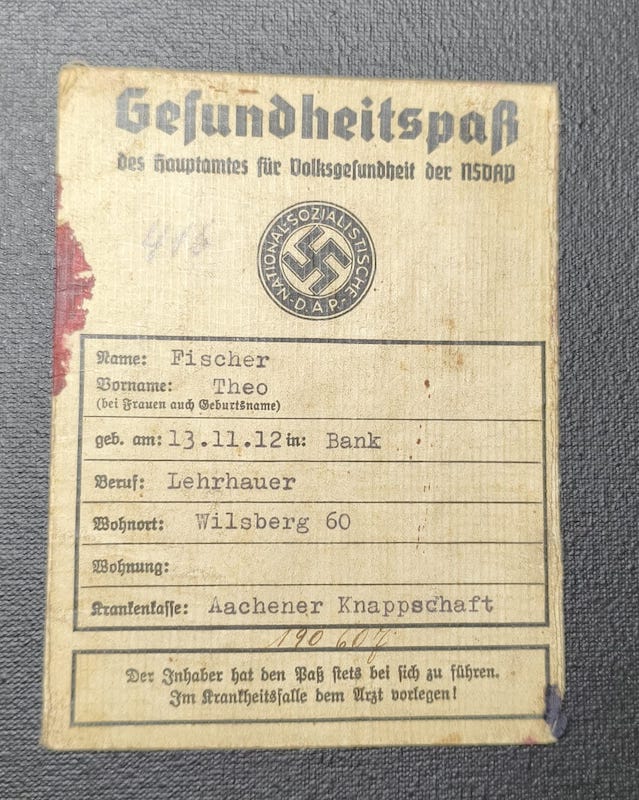 Gesundheitspaß
des Hauptamtes für Volksgesundheit der NSDAP
NATIONAL-SOZIALISTISCHE
D.A.P.
Name: Fischer
Vorname: Theo
(bei Frauen auch Geburtsname)
geb. am: 13.11.12 in: Bank
Beruf: Lehrhauer
Wohnort: Wilsberg 60
Wohnung:
Krankenkasse: Aachener Knappschaft
Der Inhaber hat den Paß stets bei sich zu führen.
Im Krankheitsfalle dem Arzt vorlegen!